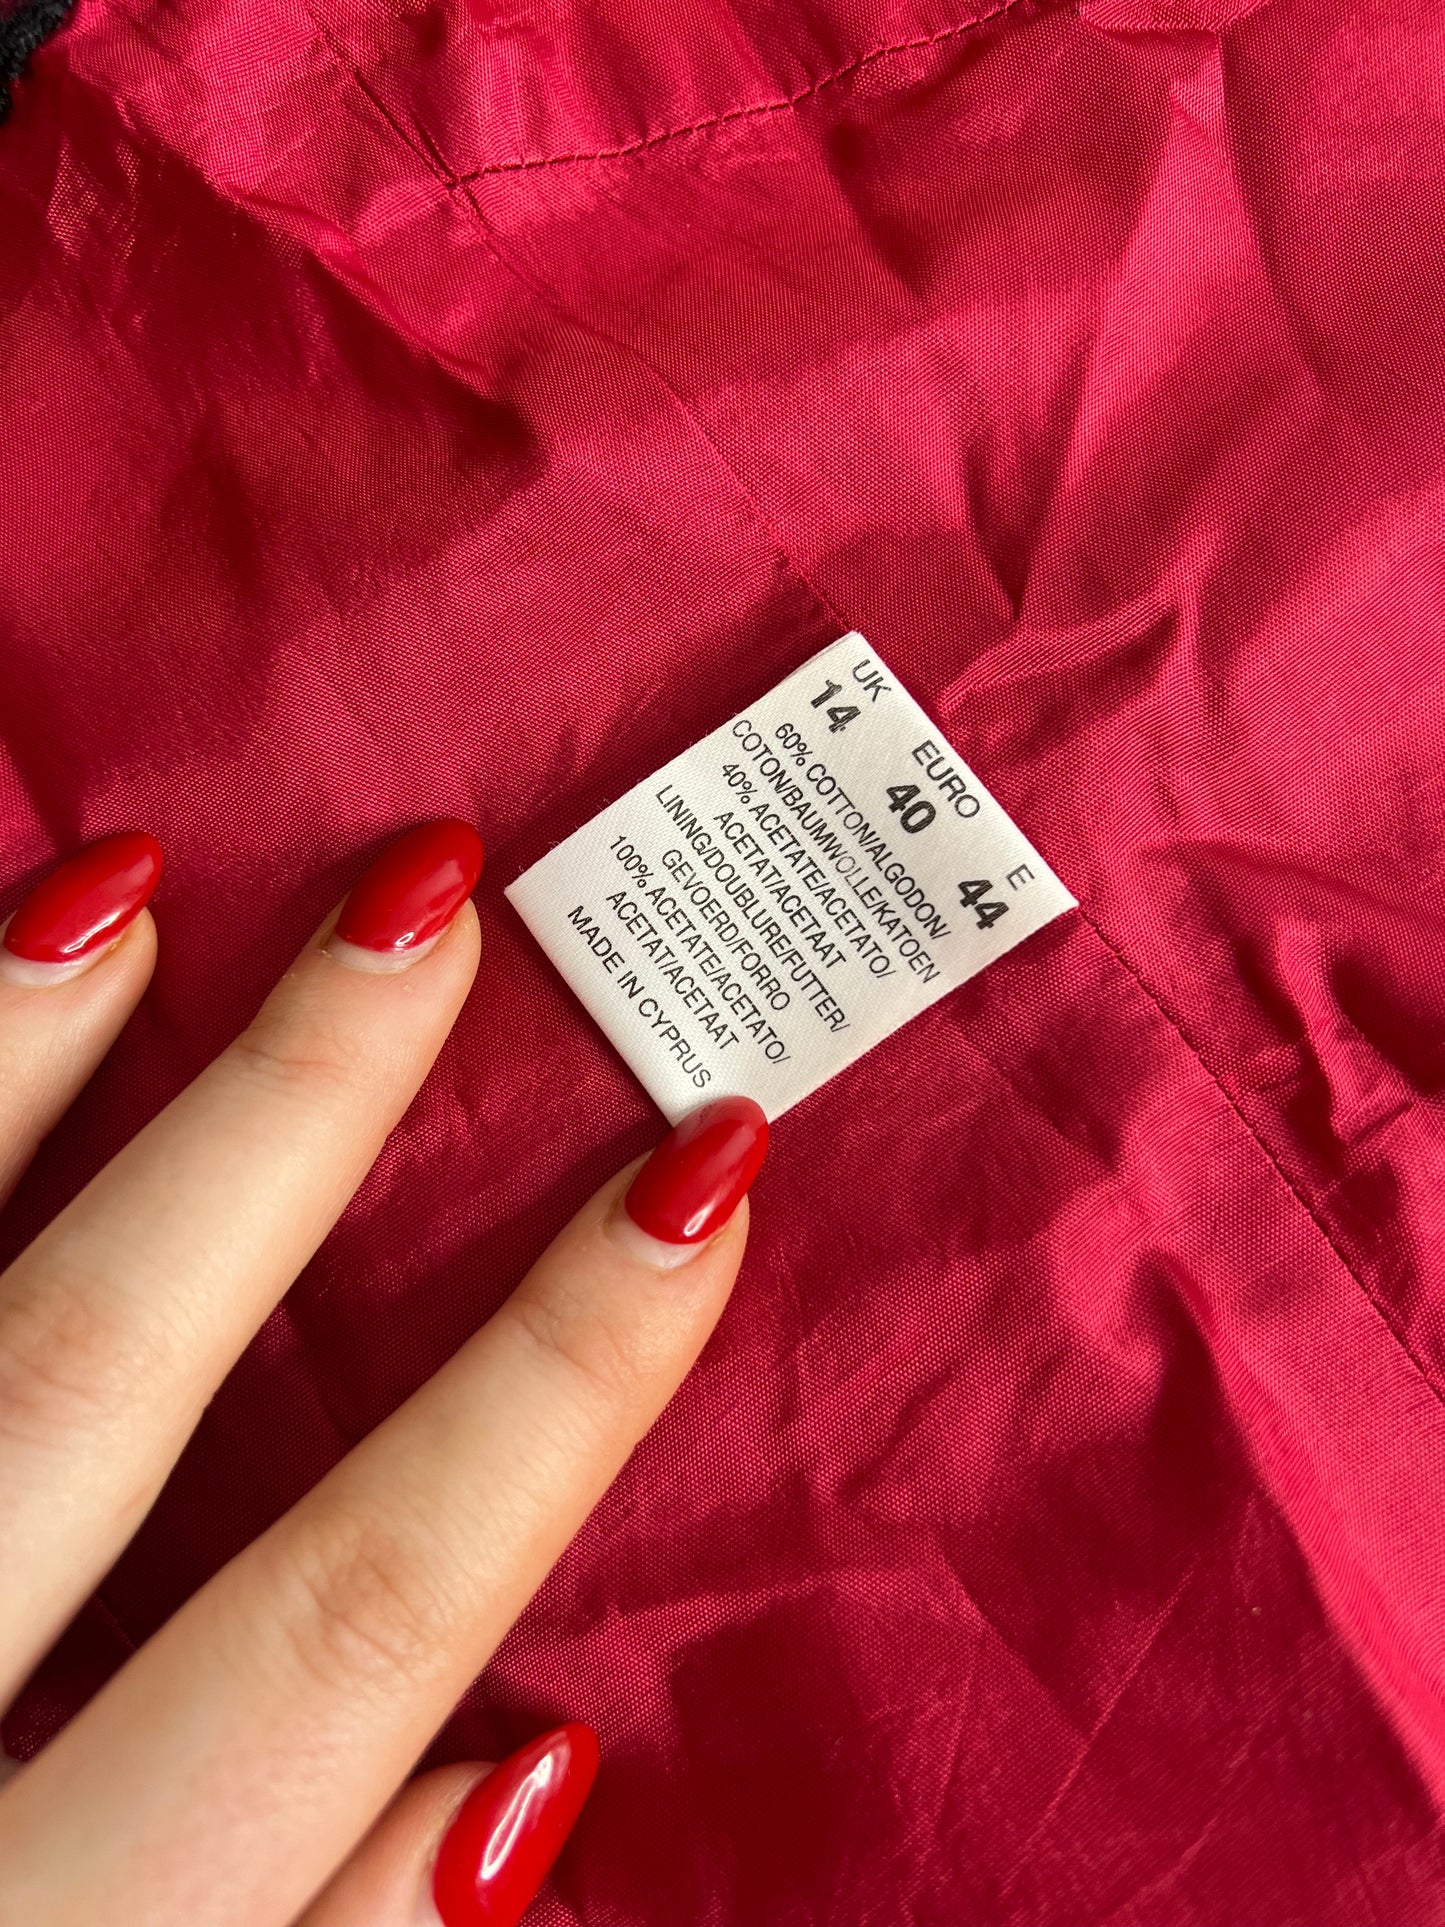 UK EURO E
14 40 44
60% COTTON/ALGODON/
COTON/BAUMWOLLE/KATOEN
40% ACETATE/ACETATO/
ACETAT/ACETAAT
LINING/DOUBLURE/FUTTER/
GEVOERD/FORRO
100% ACETATE/ACETATO/
ACETAT/ACETAAT
MADE IN CYPRUS